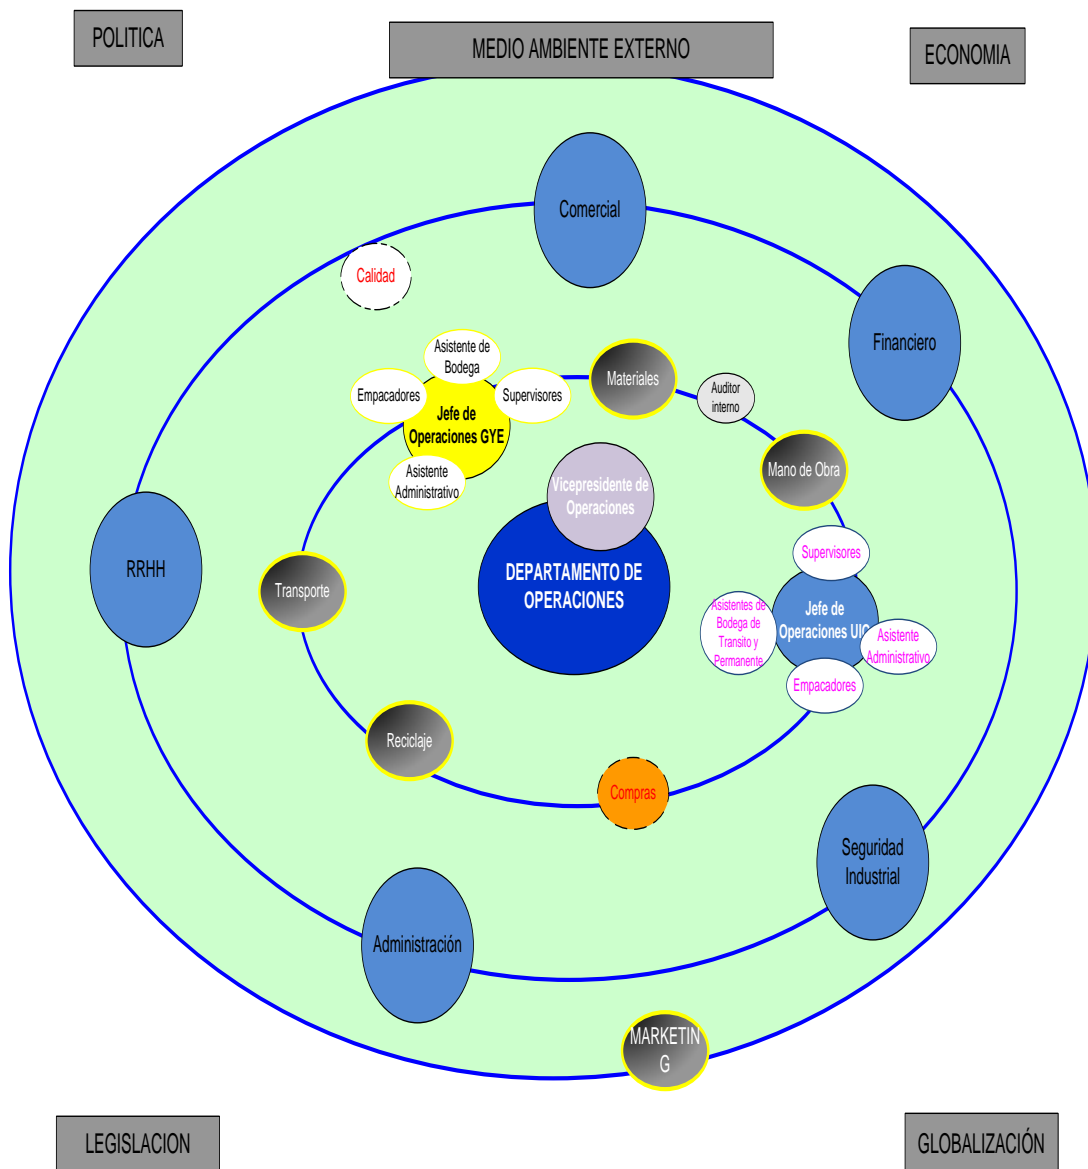 POLITICA
MEDIO AMBIENTE EXTERNO
ECONOMIA
Comercial
Calidad
Financiero
Asistente de
Bodega
Empacadores
Supervisores
Jefe de
Operaciones GYE
Asistente
Administrativo
Materiales
Auditor
interno
Mano de Obra
Vicepresidente de
Operaciones
DEPARTAMENTO DE
OPERACIONES
RRHH
Transporte
Supervisores
Asistentes de
Bodega de
Transito y
Permanente
Jefe de
Operaciones UIO
Asistente
Administrativo
Empacadores
Reciclaje
Compras
Seguridad
Industrial
Administración
MARKETIN
G
LEGISLACION
GLOBALIZACIÓN